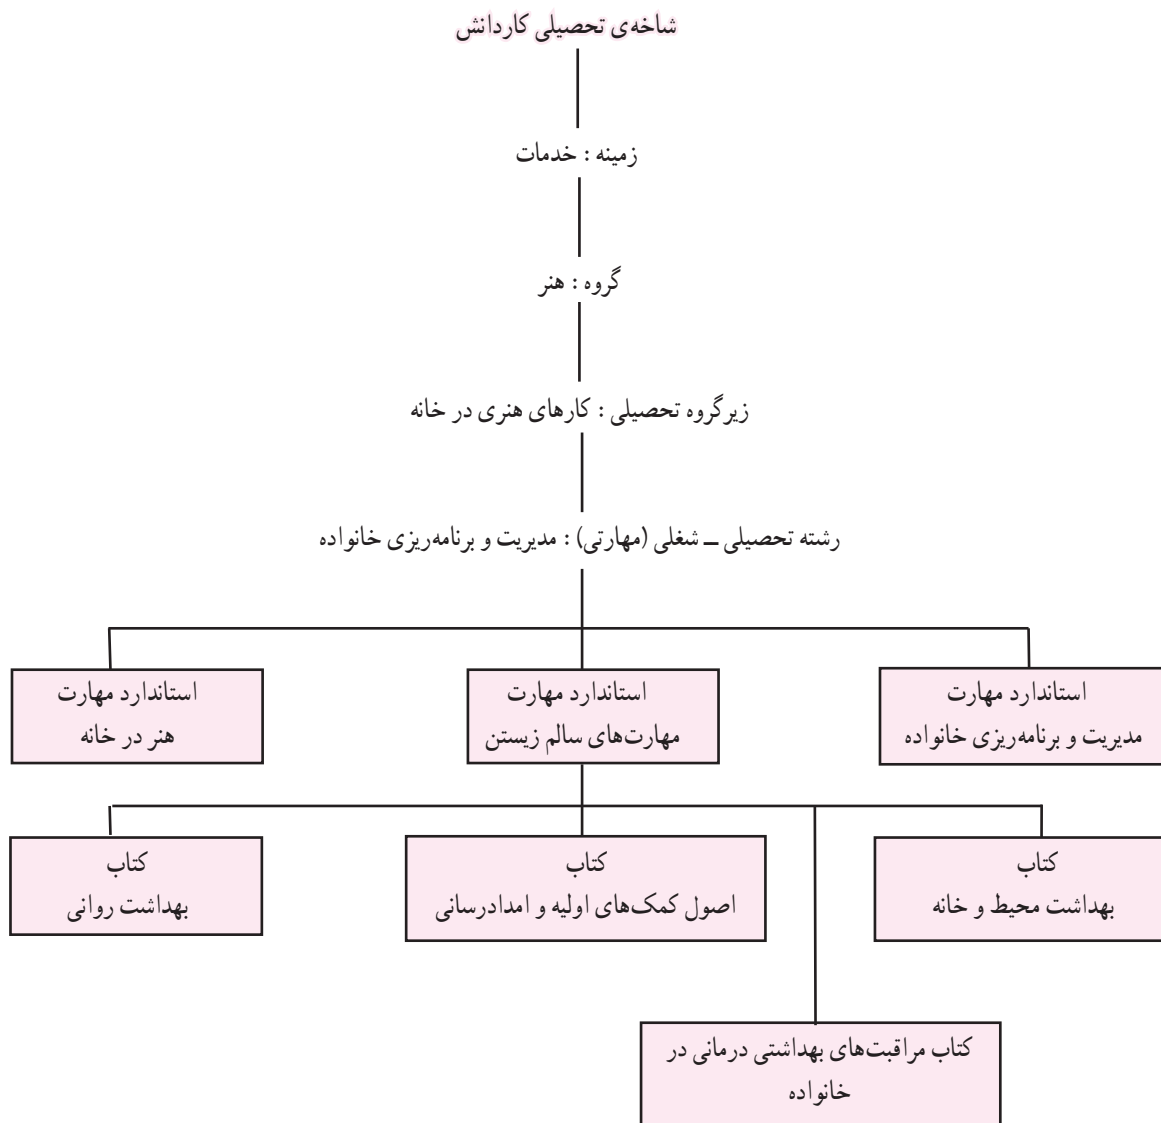 شاخه‌ی تحصیلی کاردانش
زمینه : خدمات
گروه : هنر
زیرگروه تحصیلی : کارهای هنری در خانه
رشته تحصیلی ــ شغلی (مهارتی) : مدیریت و برنامه‌ریزی خانواده
استاندارد مهارت
مدیریت و برنامه‌ریزی خانواده
استاندارد مهارت
مهارت‌های سالم زیستن
استاندارد مهارت
هنر در خانه
کتاب
بهداشت محیط و خانه
کتاب
اصول کمک‌های اولیه و امدادرسانی
کتاب
بهداشت روانی
کتاب مراقبت‌های بهداشتی درمانی در
خانواده